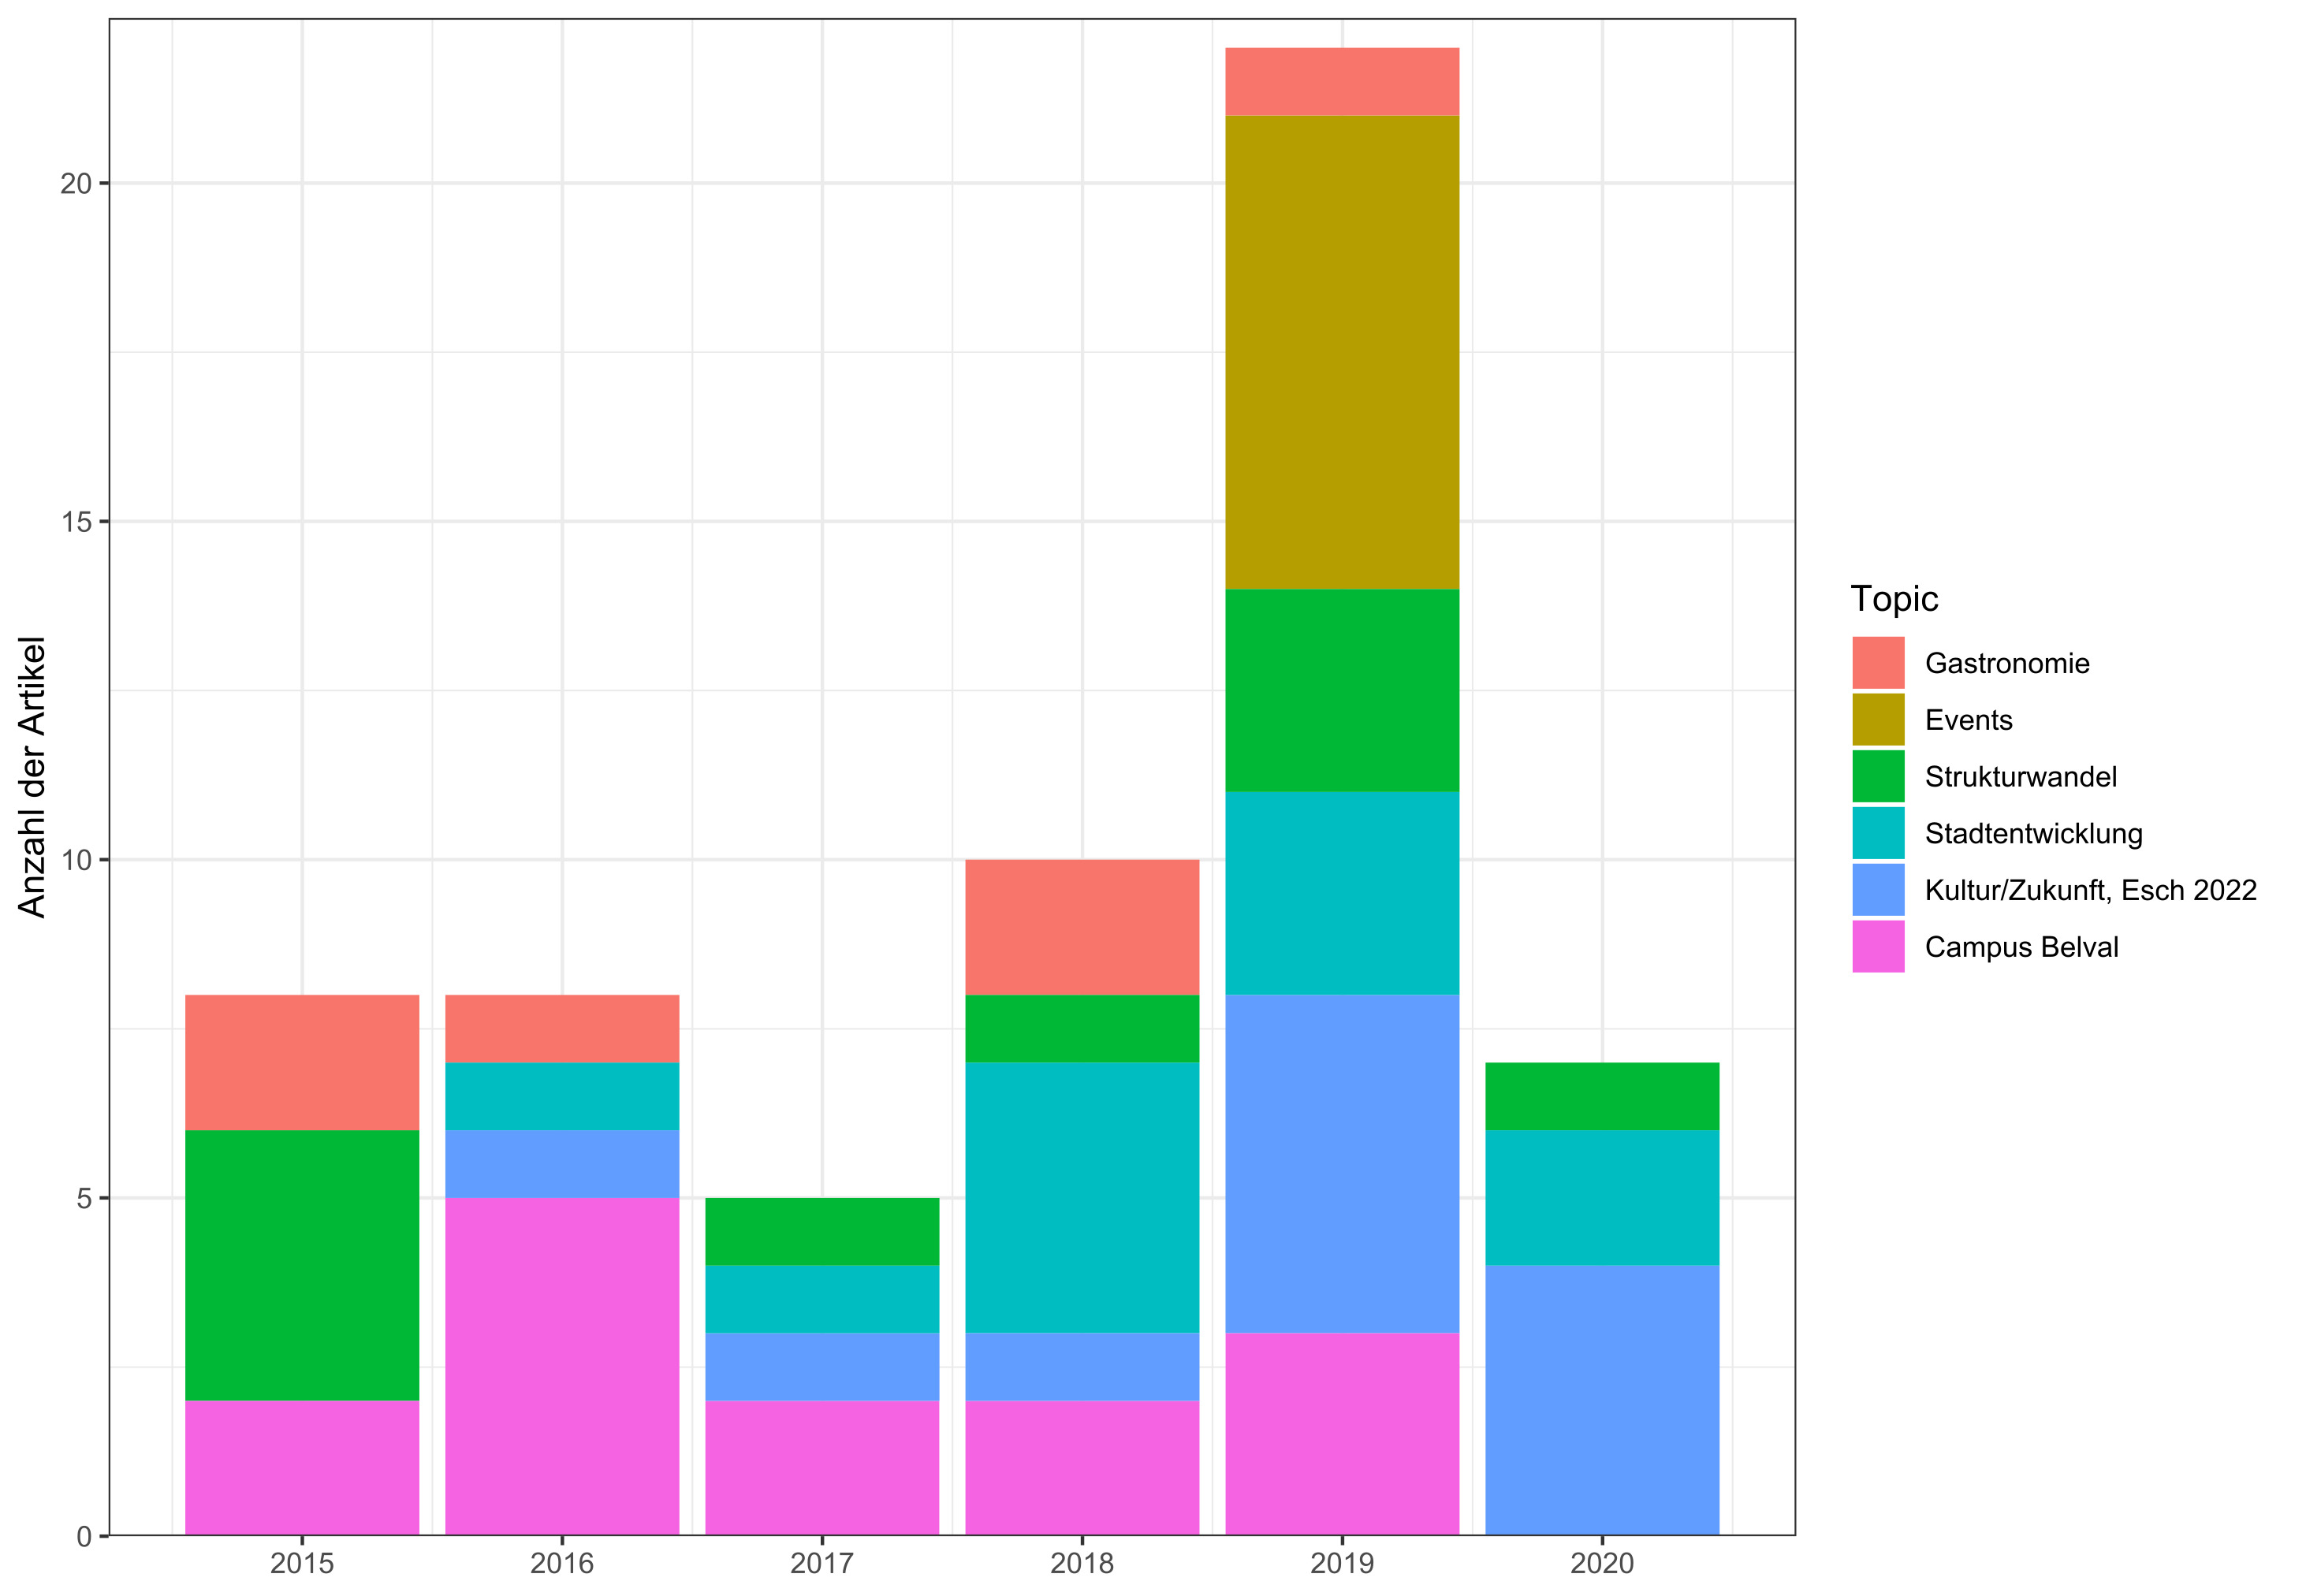 Anzahl der Artikel
20
15
10
5
0
2015 2016 2017 2018 2019 2020
Topic
Gastronomie
Events
Strukturwandel
Stadtentwicklung
Kultur/Zukunft, Esch 2022
Campus Belval